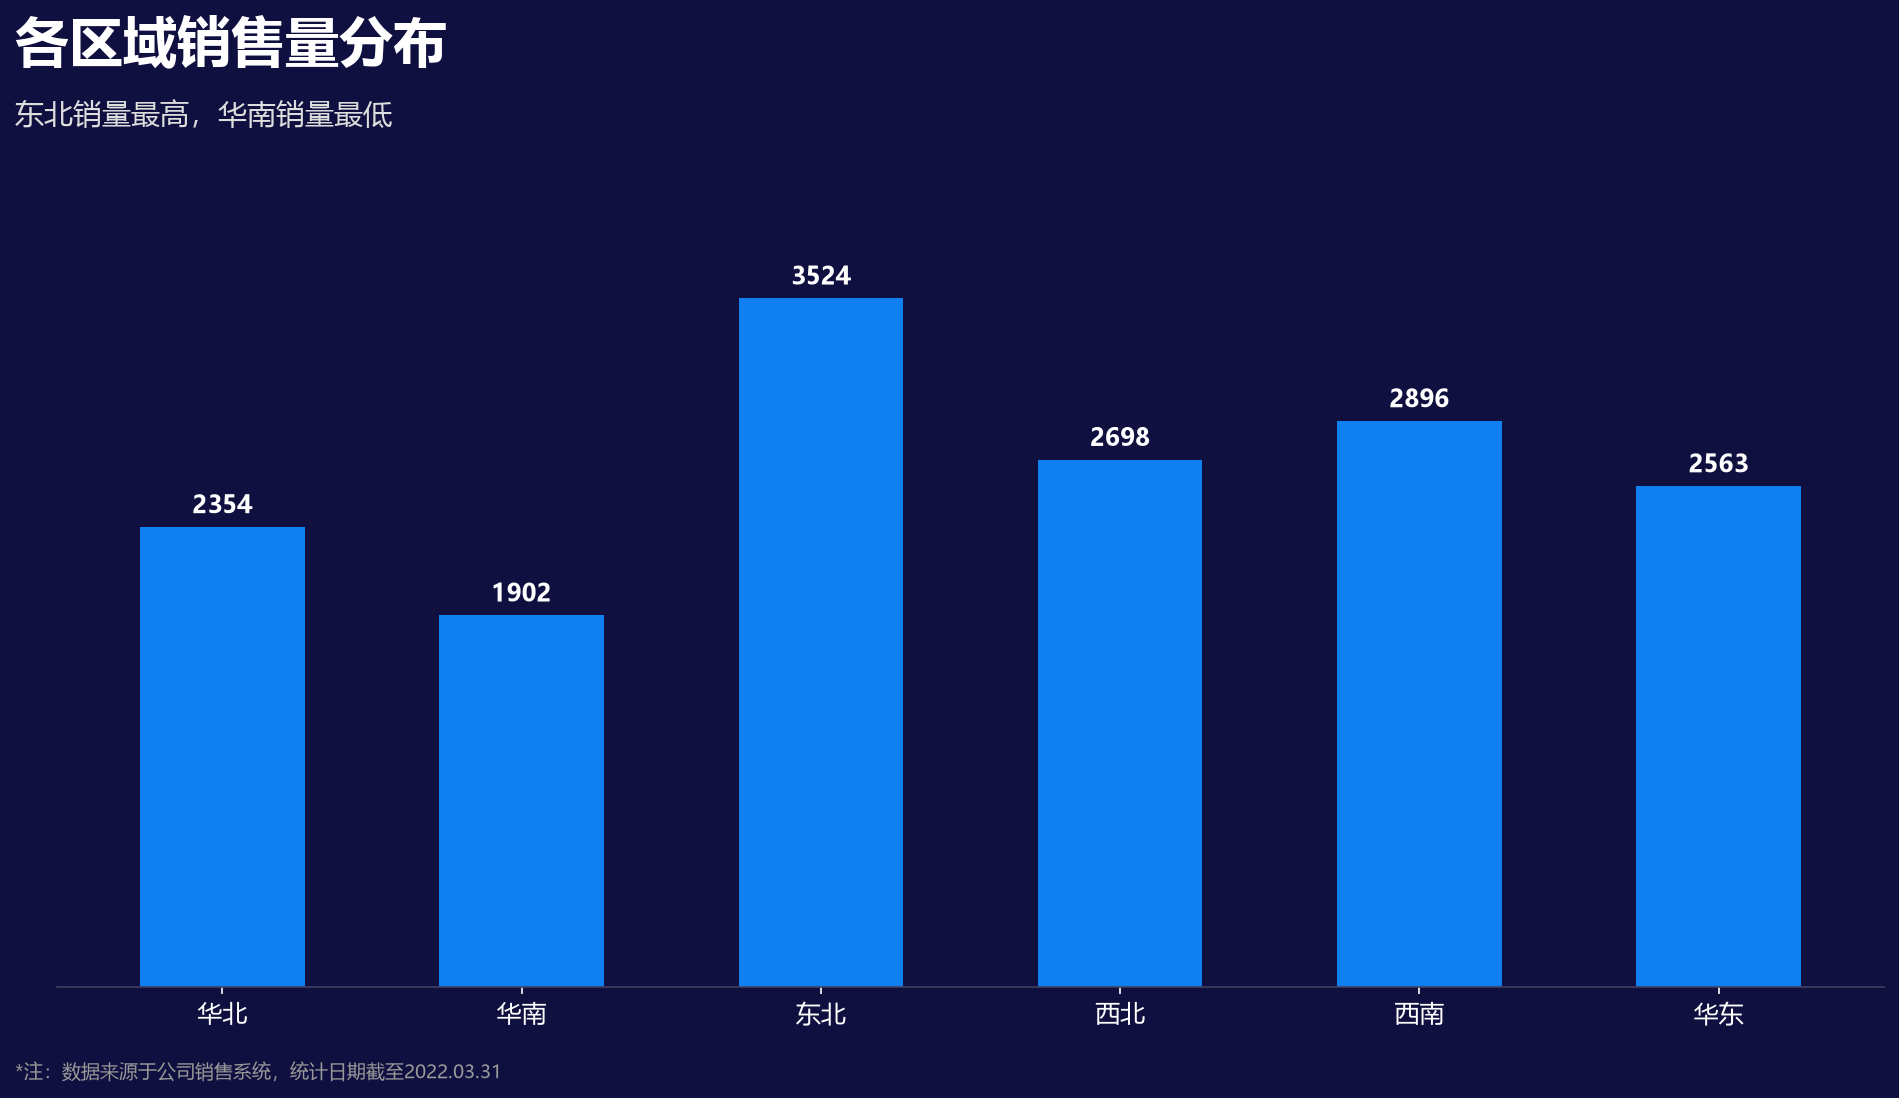 各区域销售量分布
东北销量最高，华南销量最低
3524
2896
2698
2563
2354
1902
华北 华南 东北 西北 西南 华东
*注：数据来源于公司销售系统，统计日期截至2022.03.31